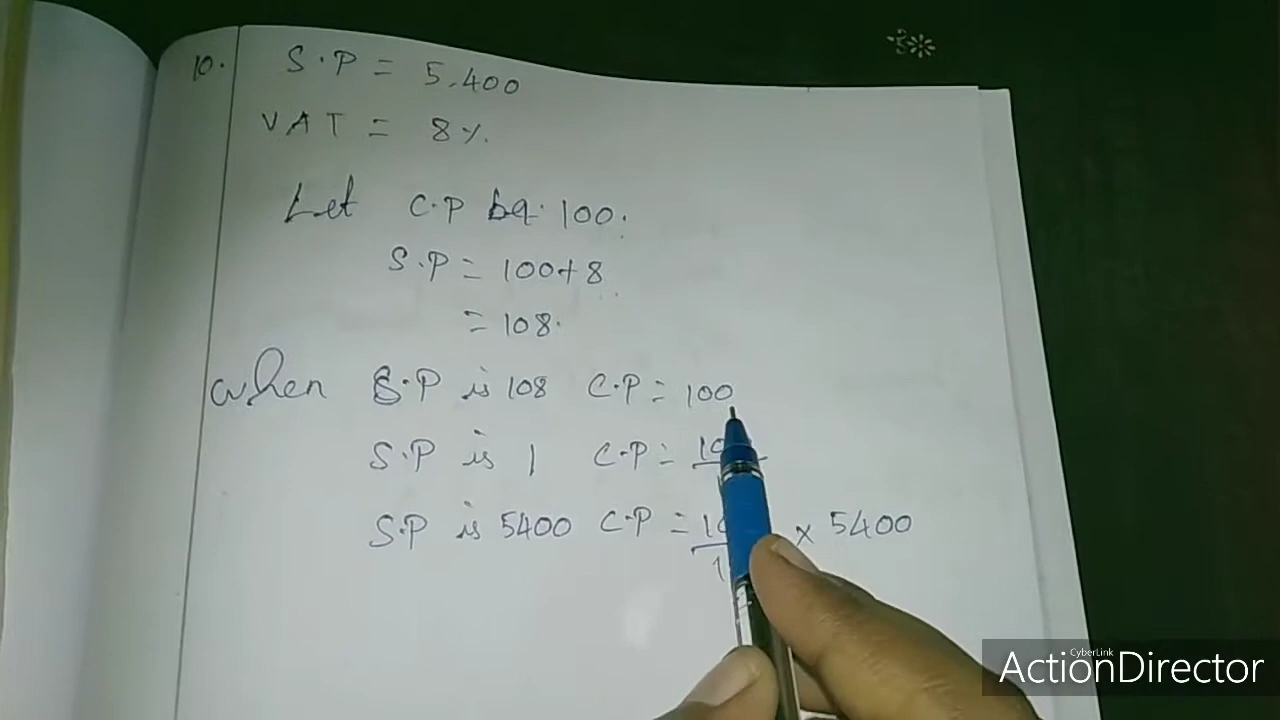 10. S.P = 5,400
VAT = 8%.
Let C.P be 100.
S.P = 100+8
= 108.
When S.P is 108 C.P = 100
S.P is 1 C.P =
S.P is 5400 C.P = x 5400
CyberLink
ActionDirector